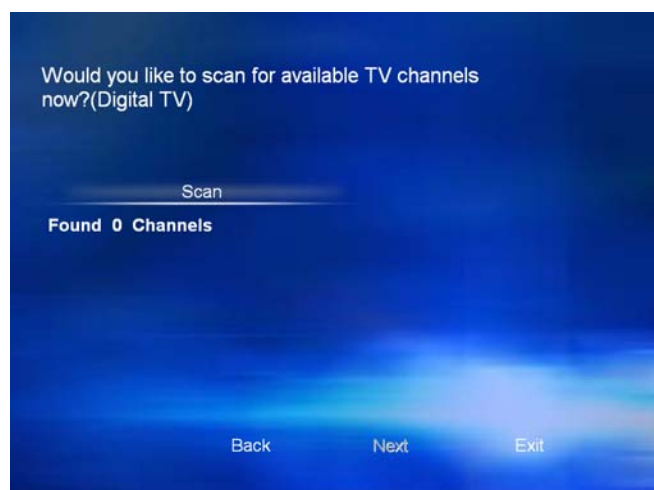 Would you like to scan for available TV channels
now?(Digital TV)
Scan
Found 0 Channels
Back Next Exit